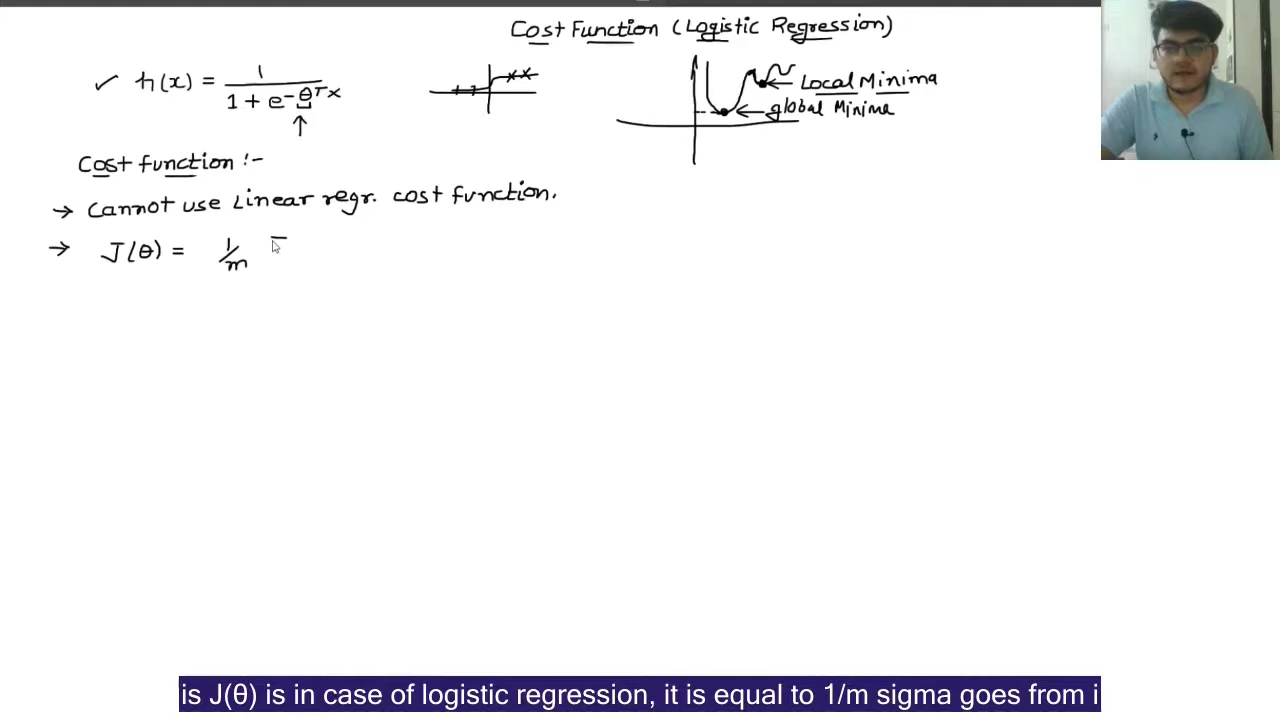 Cost Function (Logistic Regression)
✓ h(x) = 1 / 1 + e^-θᵀx
Local Minima
global Minima
Cost function :-
→ Cannot use Linear regr. cost function.
→ J(θ) = 1/m
is J(θ) is in case of logistic regression, it is equal to 1/m sigma goes from i